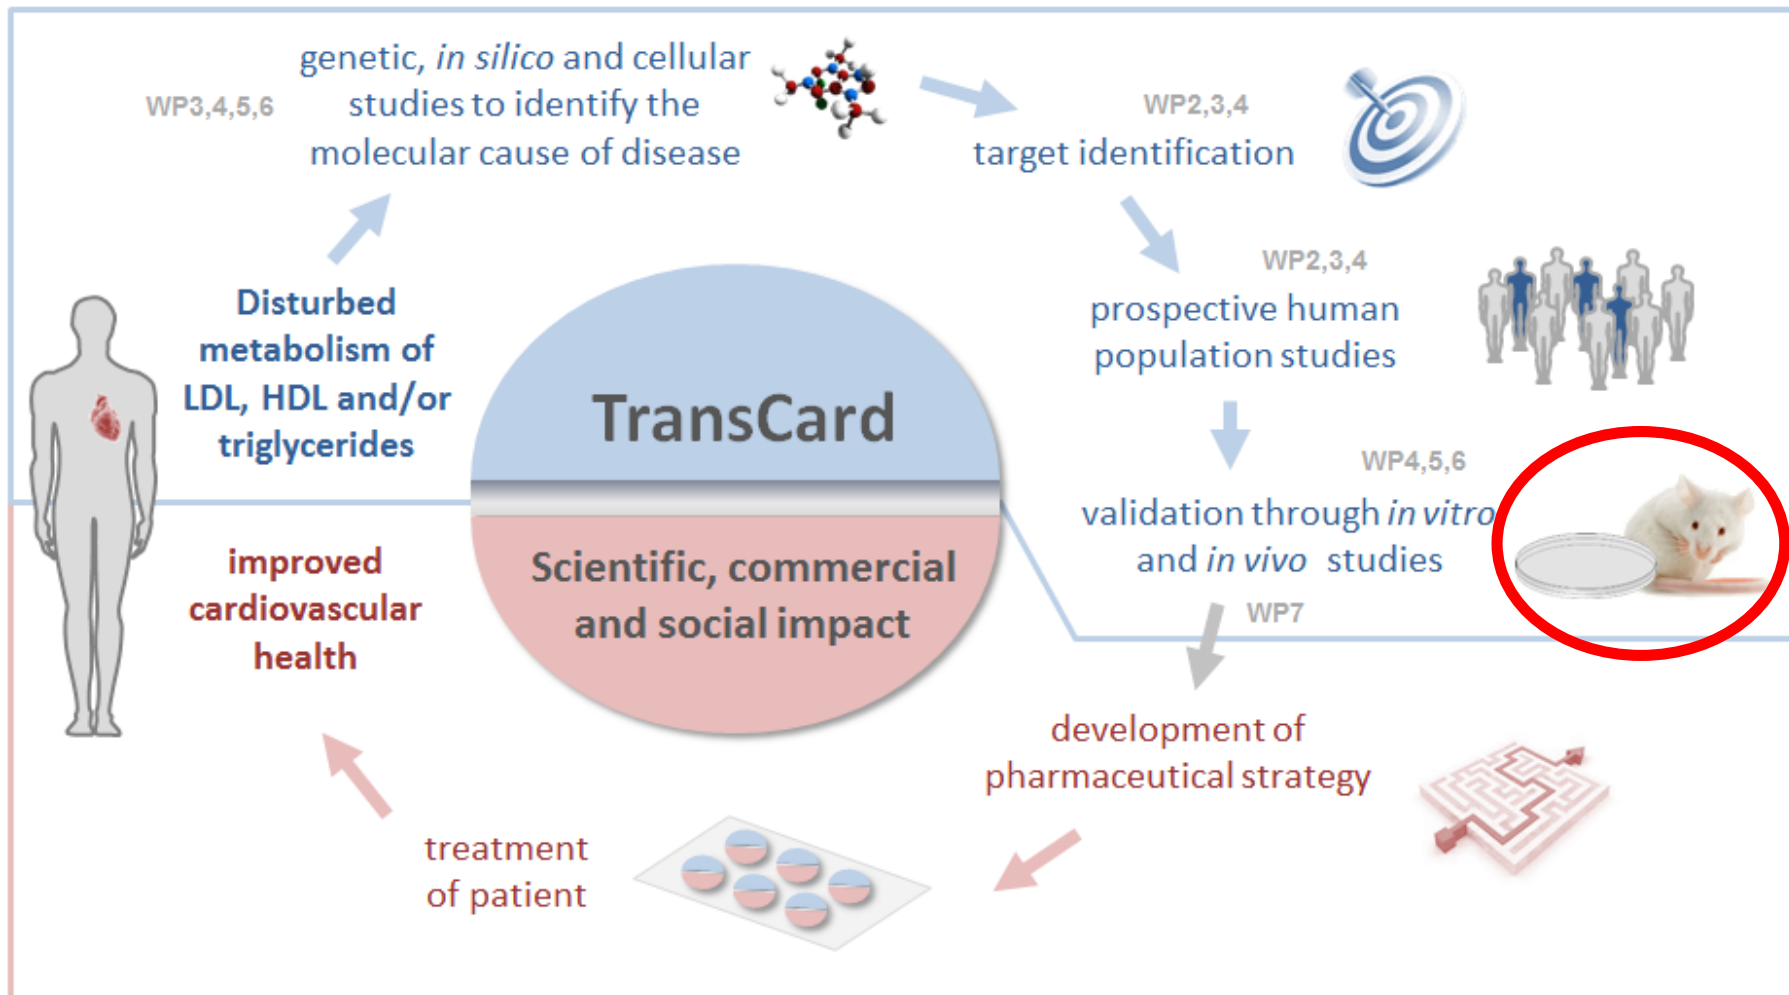 genetic, in silico and cellular
studies to identify the
molecular cause of disease
WP3,4,5,6
WP2,3,4
target identification
WP2,3,4
prospective human
population studies
WP4,5,6
validation through in vitro
and in vivo studies
WP7
Disturbed
metabolism of
LDL, HDL and/or
triglycerides
TransCard
Scientific, commercial
and social impact
improved
cardiovascular
health
development of
pharmaceutical strategy
treatment
of patient